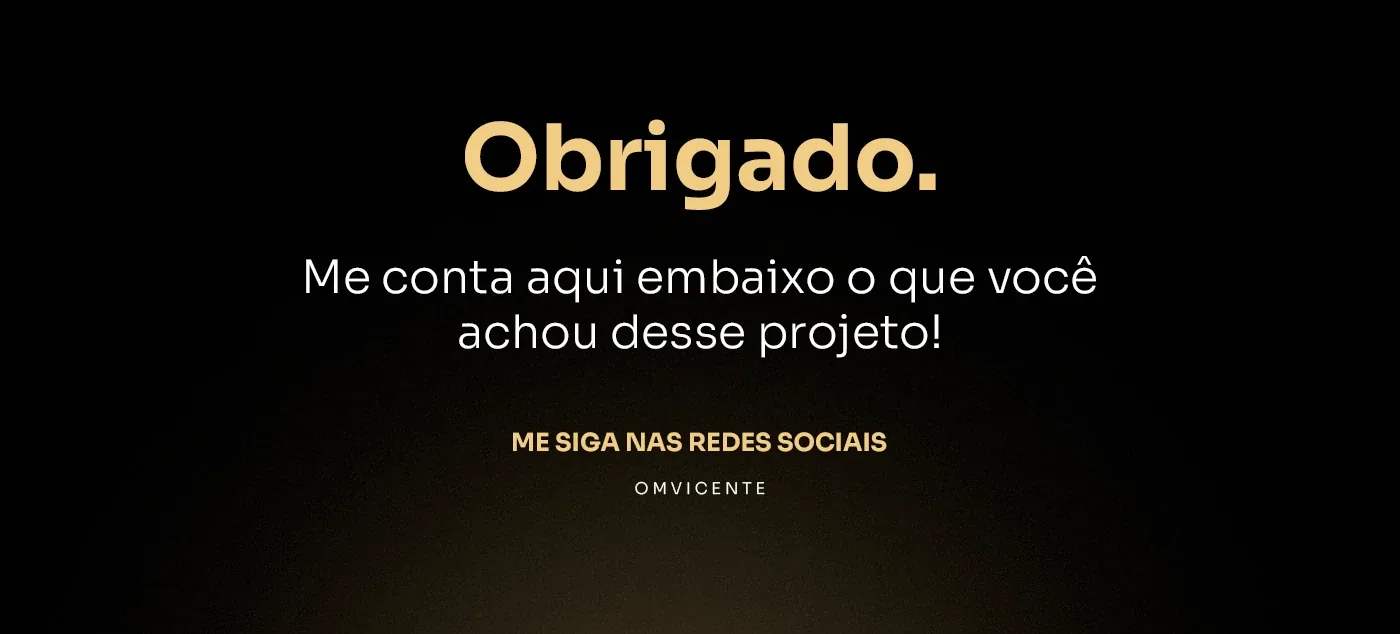 Obrigado.
Me conta aqui embaixo o que você
achou desse projeto!
ME SIGA NAS REDES SOCIAIS
OMVICENTE